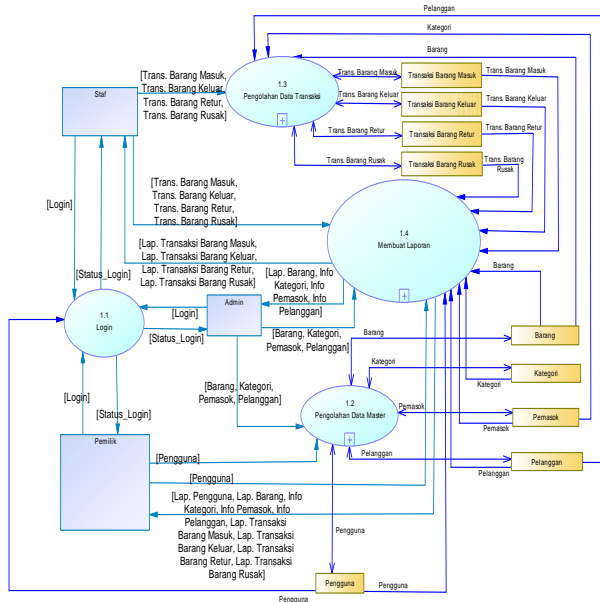 Pelanggan
Kategori
Barang
[Trans. Barang Masuk,
Trans. Barang Keluar,
Trans. Barang Retur,
Trans. Barang Rusak]
Staf
1.3
Pengolahan Data Transaksi
Trans. Barang Masuk
Transaksi Barang Masuk
Trans. Barang Masuk
Trans. Barang Keluar
Transaksi Barang Keluar
Trans. Barang Keluar
Trans. Barang Retur
Transaksi Barang Retur
Trans. Barang Retur
Trans. Barang Rusak
Transaksi Barang Rusak
Trans. Barang
Rusak
[Trans. Barang Masuk,
Trans. Barang Keluar,
Trans. Barang Retur,
Trans. Barang Rusak]
[Login]
[Status_Login]
[Lap. Transaksi Barang Masuk,
Lap. Transaksi Barang Keluar,
Lap. Transaksi Barang Retur,
Lap. Transaksi Barang Rusak]
1.4
Membuat Laporan
[Lap. Barang, Info
Kategori, Info
Pemasok, Info
Pelanggan]
Barang
1.1
Login
[Login]
[Status_Login]
Admin
[Barang, Kategori,
Pemasok, Pelanggan]
Barang
Barang
Kategori
Kategori
Kategori
[Barang, Kategori,
Pemasok, Pelanggan]
1.2
Pengolahan Data Master
Pemasok
Pemasok
Pemasok
[Login]
[Status_Login]
Pemilik
[Pengguna]
[Pengguna]
Pelanggan
Pelanggan
Pelanggan
[Lap. Pengguna, Lap. Barang, Info
Kategori, Info Pemasok, Info
Pelanggan, Lap. Transaksi
Barang Masuk, Lap. Transaksi
Barang Keluar, Lap. Transaksi
Barang Retur, Lap. Transaksi
Barang Rusak]
Pengguna
Pengguna
Pengguna
Pengguna